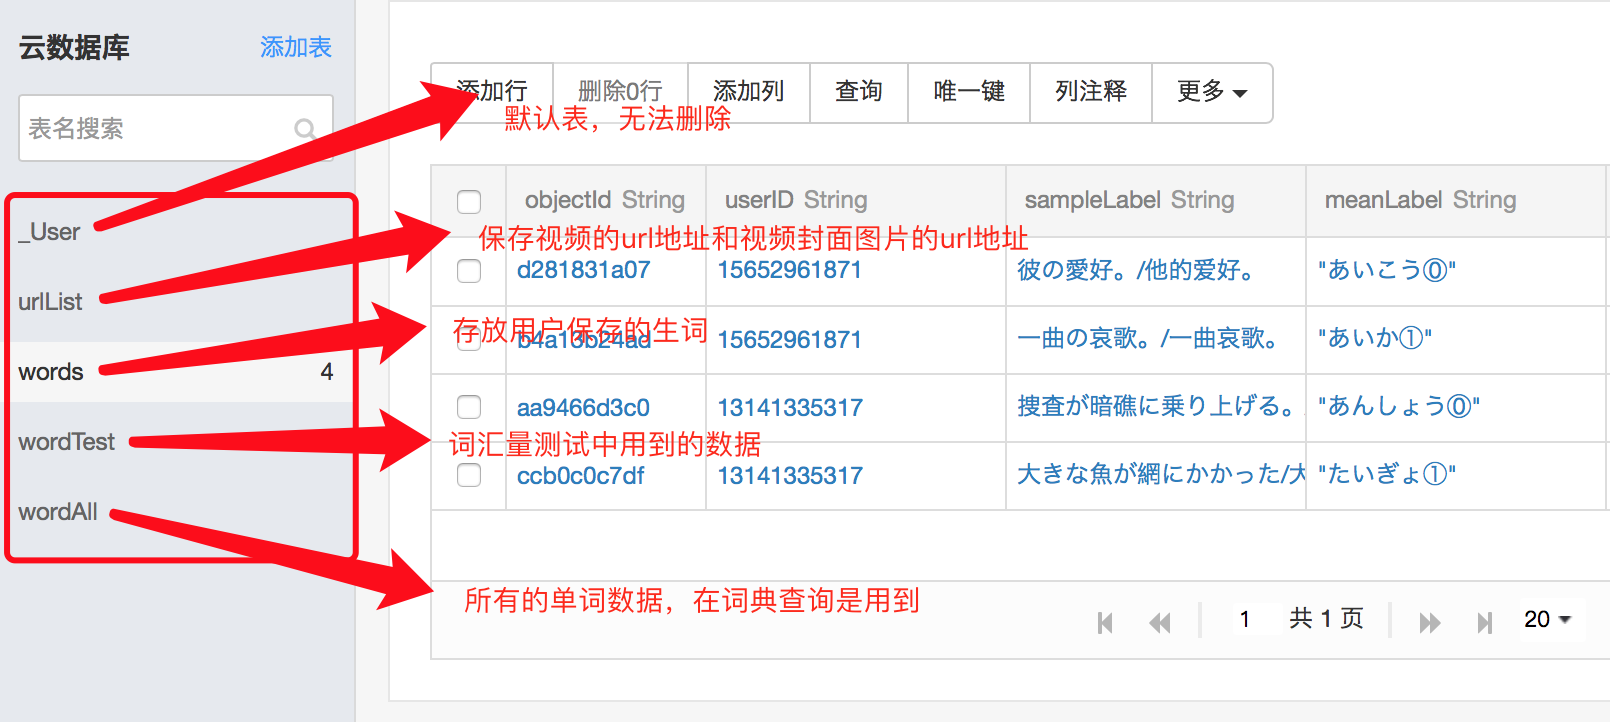 云数据库 添加表
表名搜索
_User
urlList
words 4
wordTest
wordAll
添加行 删除0行 添加列 查询 唯一键 列注释 更多
默认表，无法删除
objectId String userID String sampleLabel String meanLabel String
保存视频的url地址和视频封面图片的url地址
d281831a07 15652961871 彼の愛好。/他的爱好。 "あいこう⓪"
存放用户保存的生词
b4a13b24ad 15652961871 一曲の哀歌。/一曲哀歌。 "あいか①"
aa9466d3c0 13141335317 捜査が暗礁に乗り上げる。 "あんしょう⓪"
词汇量测试中用到的数据
ccb0c0c7df 13141335317 大きな魚が網にかかった/大 "たいぎょ①"
所有的单词数据，在词典查询是用到
1 共 1 页 20